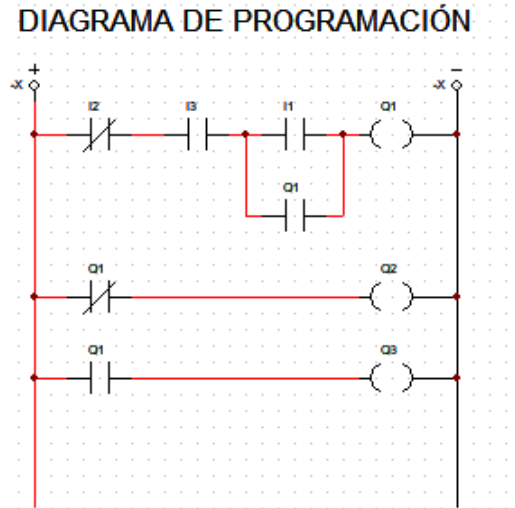 DIAGRAMA DE PROGRAMACIÓN
+ −
-X -X
I2 I3 I1 Q1
Q1
Q1 Q2
Q1 Q3